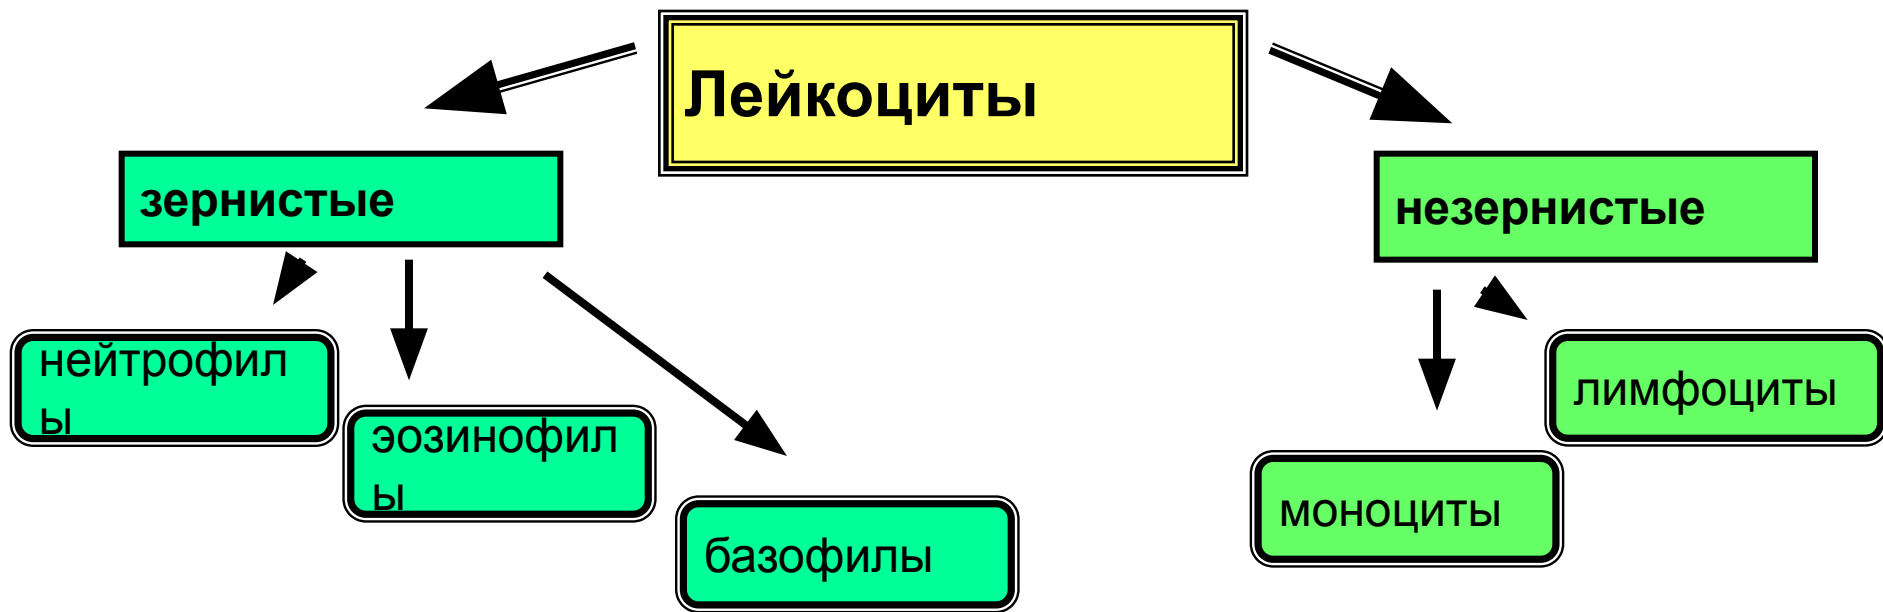 Лейкоциты
зернистые
незернистые
нейтрофил
ы
эозинофил
ы
базофилы
лимфоциты
моноциты